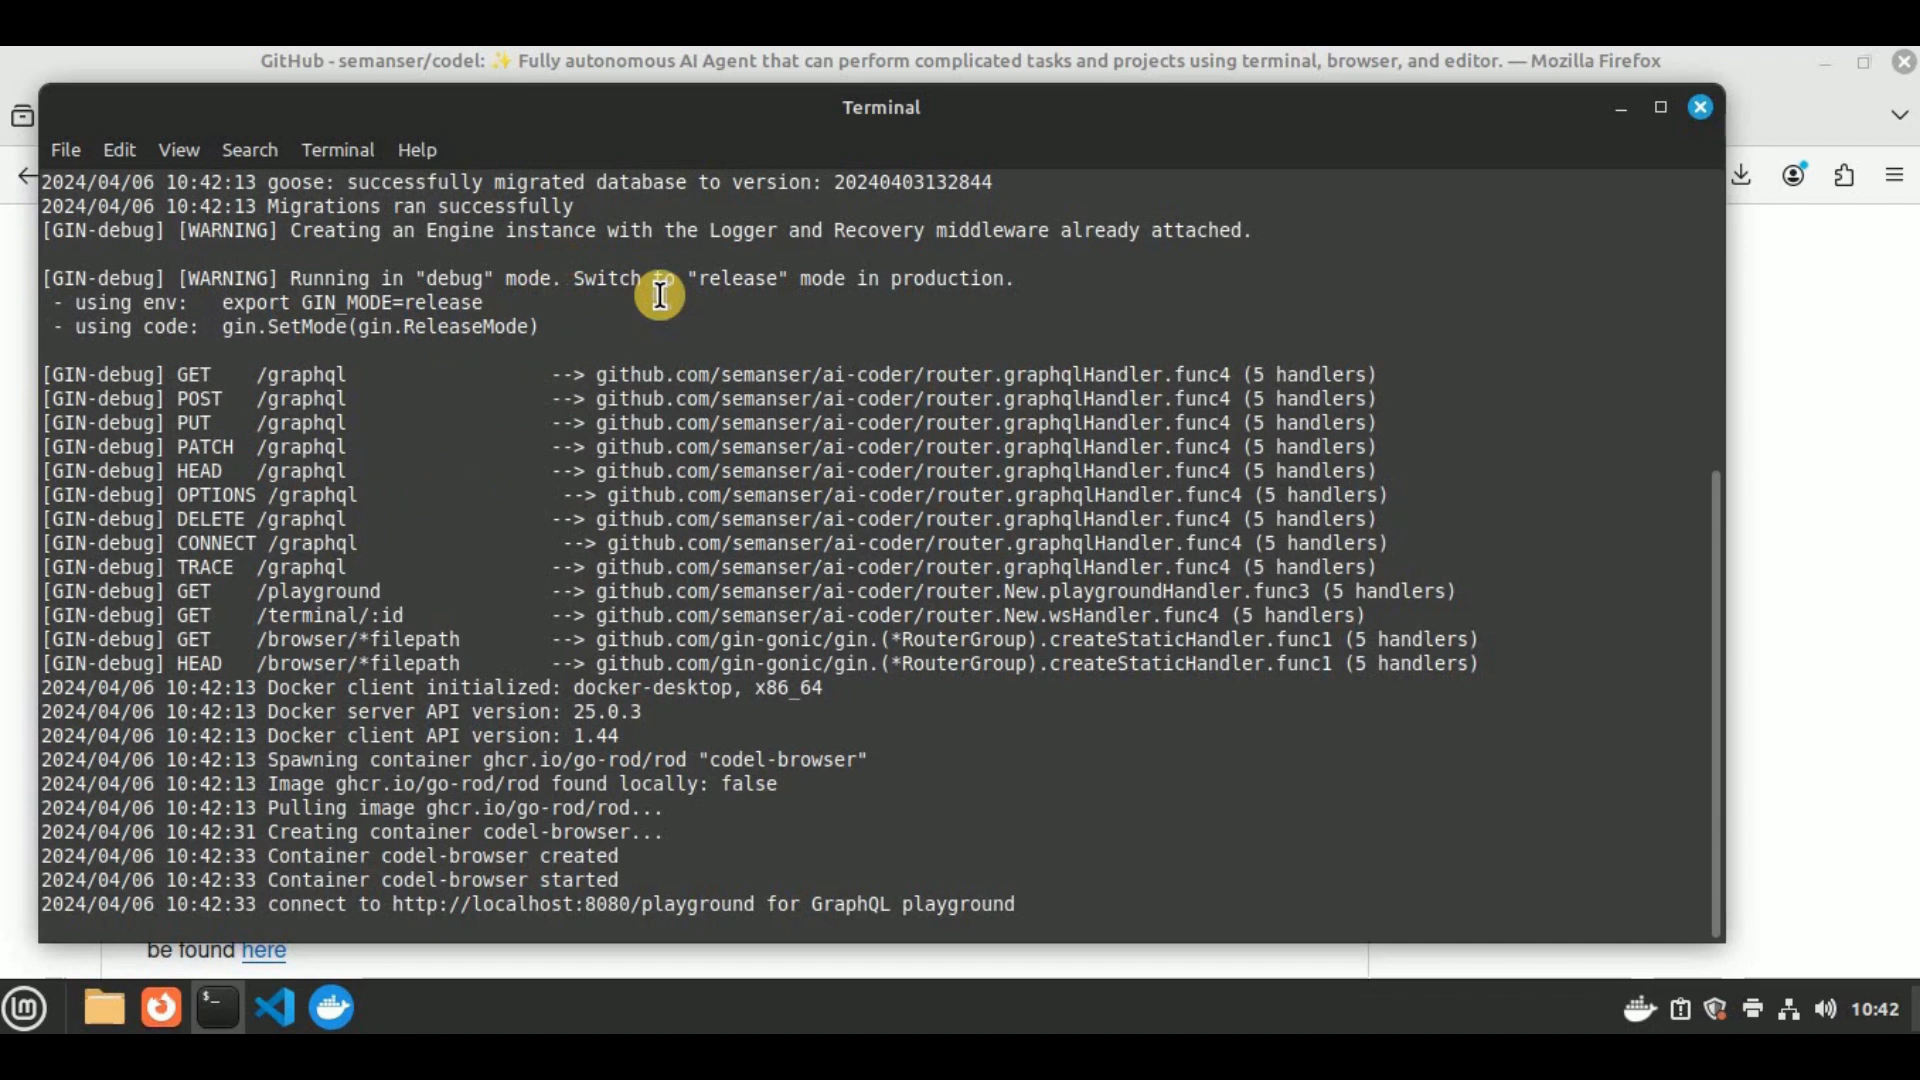 GitHub - semanser/codel: ✨ Fully autonomous AI Agent that can perform complicated tasks and projects using terminal, browser, and editor. — Mozilla Firefox
Terminal
File Edit View Search Terminal Help
2024/04/06 10:42:13 goose: successfully migrated database to version: 20240403132844
2024/04/06 10:42:13 Migrations ran successfully
[GIN-debug] [WARNING] Creating an Engine instance with the Logger and Recovery middleware already attached.
[GIN-debug] [WARNING] Running in "debug" mode. Switch to "release" mode in production.
- using env:   export GIN_MODE=release
- using code:  gin.SetMode(gin.ReleaseMode)
[GIN-debug] GET    /graphql                  --> github.com/semanser/ai-coder/router.graphqlHandler.func4 (5 handlers)
[GIN-debug] POST   /graphql                  --> github.com/semanser/ai-coder/router.graphqlHandler.func4 (5 handlers)
[GIN-debug] PUT    /graphql                  --> github.com/semanser/ai-coder/router.graphqlHandler.func4 (5 handlers)
[GIN-debug] PATCH  /graphql                  --> github.com/semanser/ai-coder/router.graphqlHandler.func4 (5 handlers)
[GIN-debug] HEAD   /graphql                  --> github.com/semanser/ai-coder/router.graphqlHandler.func4 (5 handlers)
[GIN-debug] OPTIONS /graphql                  --> github.com/semanser/ai-coder/router.graphqlHandler.func4 (5 handlers)
[GIN-debug] DELETE /graphql                  --> github.com/semanser/ai-coder/router.graphqlHandler.func4 (5 handlers)
[GIN-debug] CONNECT /graphql                  --> github.com/semanser/ai-coder/router.graphqlHandler.func4 (5 handlers)
[GIN-debug] TRACE  /graphql                  --> github.com/semanser/ai-coder/router.graphqlHandler.func4 (5 handlers)
[GIN-debug] GET    /playground               --> github.com/semanser/ai-coder/router.New.playgroundHandler.func3 (5 handlers)
[GIN-debug] GET    /terminal/:id             --> github.com/semanser/ai-coder/router.New.wsHandler.func4 (5 handlers)
[GIN-debug] GET    /browser/*filepath        --> github.com/gin-gonic/gin.(*RouterGroup).createStaticHandler.func1 (5 handlers)
[GIN-debug] HEAD   /browser/*filepath        --> github.com/gin-gonic/gin.(*RouterGroup).createStaticHandler.func1 (5 handlers)
2024/04/06 10:42:13 Docker client initialized: docker-desktop, x86_64
2024/04/06 10:42:13 Docker server API version: 25.0.3
2024/04/06 10:42:13 Docker client API version: 1.44
2024/04/06 10:42:13 Spawning container ghcr.io/go-rod/rod "codel-browser"
2024/04/06 10:42:13 Image ghcr.io/go-rod/rod found locally: false
2024/04/06 10:42:13 Pulling image ghcr.io/go-rod/rod...
2024/04/06 10:42:31 Creating container codel-browser...
2024/04/06 10:42:33 Container codel-browser created
2024/04/06 10:42:33 Container codel-browser started
2024/04/06 10:42:33 connect to http://localhost:8080/playground for GraphQL playground
be found here
10:42